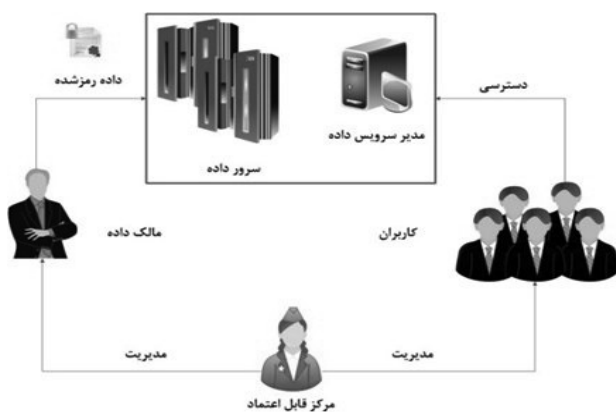 داده رمزشده
دسترسی
مدیر سرویس داده
سرور داده
مالک داده
کاربران
مدیریت
مدیریت
مرکز قابل اعتماد